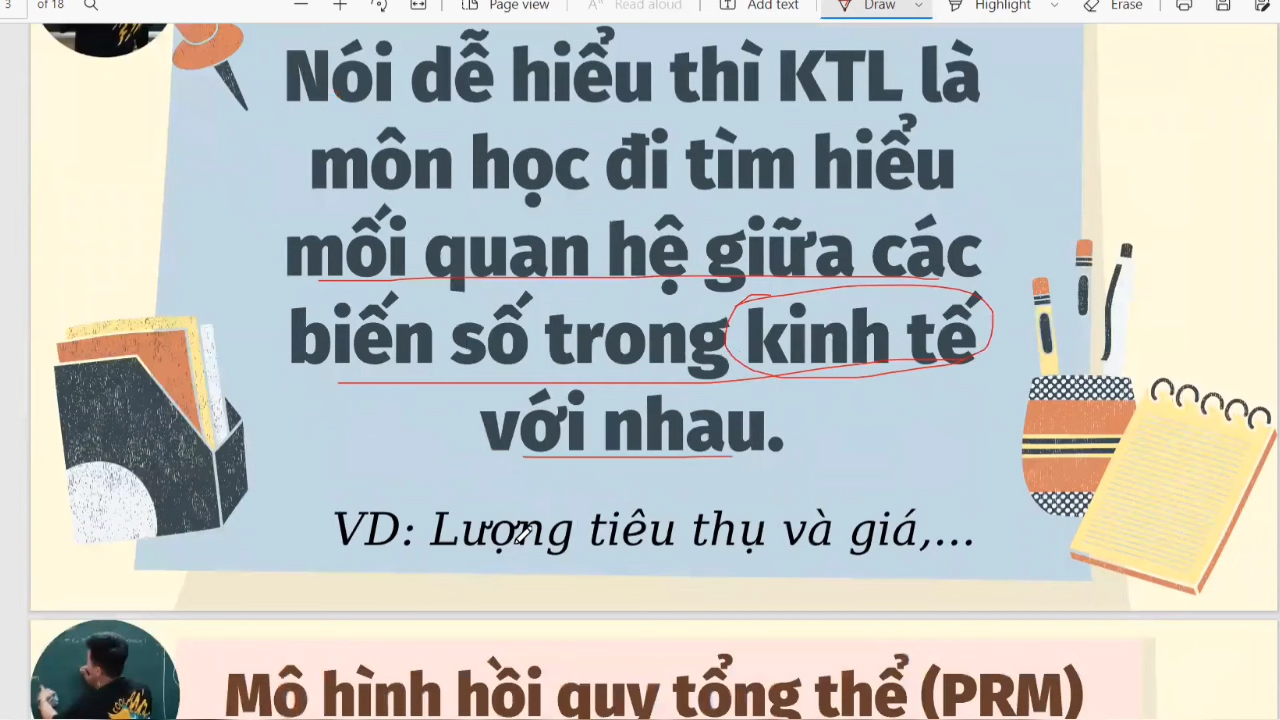 3 of 18 Page view Read aloud Add text Draw Highlight Erase
Nói dễ hiểu thì KTL là
môn học đi tìm hiểu
mối quan hệ giữa các
biến số trong kinh tế
với nhau.
VD: Lượng tiêu thụ và giá,...
Mô hình hồi quy tổng thể (PRM)